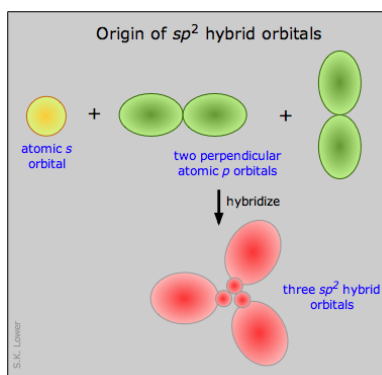 Origin of sp² hybrid orbitals
+
+
atomic s
orbital
two perpendicular
atomic p orbitals
hybridize
three sp² hybrid
orbitals
S.K. Lower